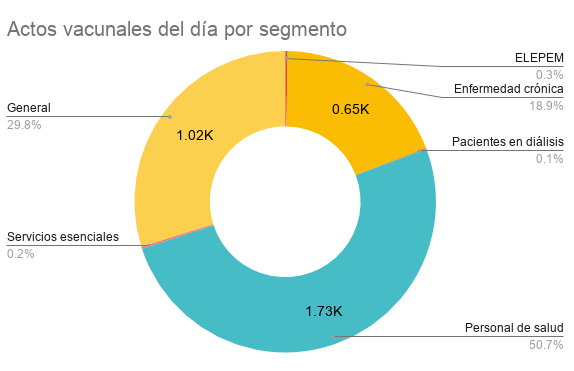 Actos vacunales del día por segmento
ELEPEM
0.3%
Enfermedad crónica
18.9%
General
29.8%
0.65K
1.02K
Pacientes en diálisis
0.1%
Servicios esenciales
0.2%
1.73K
Personal de salud
50.7%